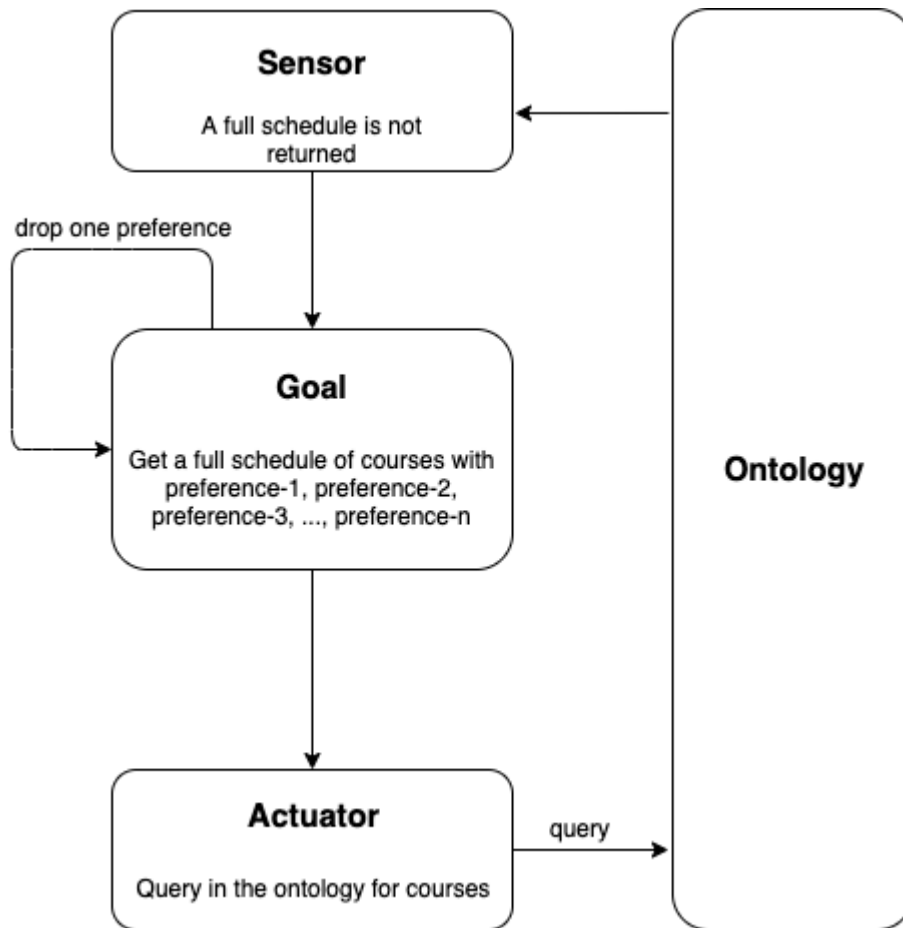 Sensor
A full schedule is not
returned
drop one preference
Goal
Get a full schedule of courses with
preference-1, preference-2,
preference-3, ..., preference-n
Ontology
Actuator
query
Query in the ontology for courses